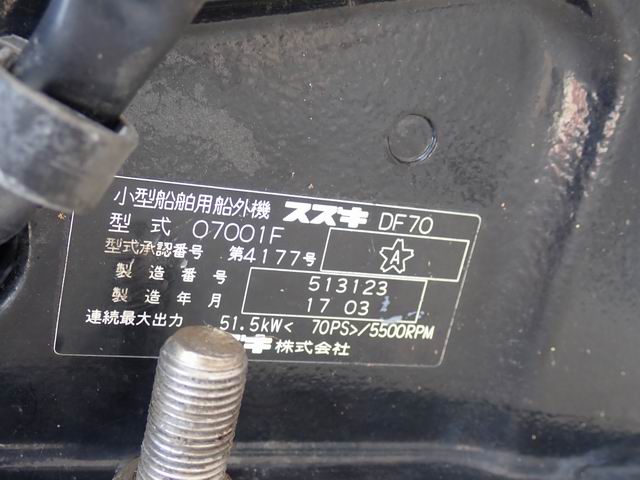 小型船舶用船外機 スズキ DF70
型式 07001F
型式承認番号 第4177号
A
製造番号 513123
製造年月 17 03
連続最大出力 51.5kW< 70PS>/5500RPM
ズキ株式会社